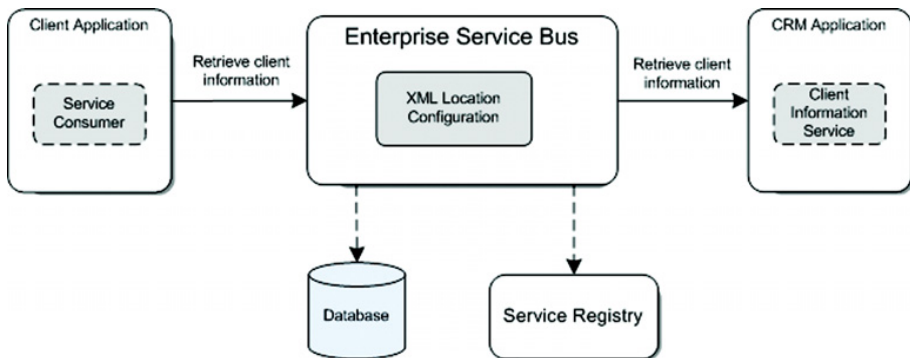 Client Application
Service
Consumer
Retrieve client
information
Enterprise Service Bus
XML Location
Configuration
Retrieve client
information
CRM Application
Client
Information
Service
Database
Service Registry